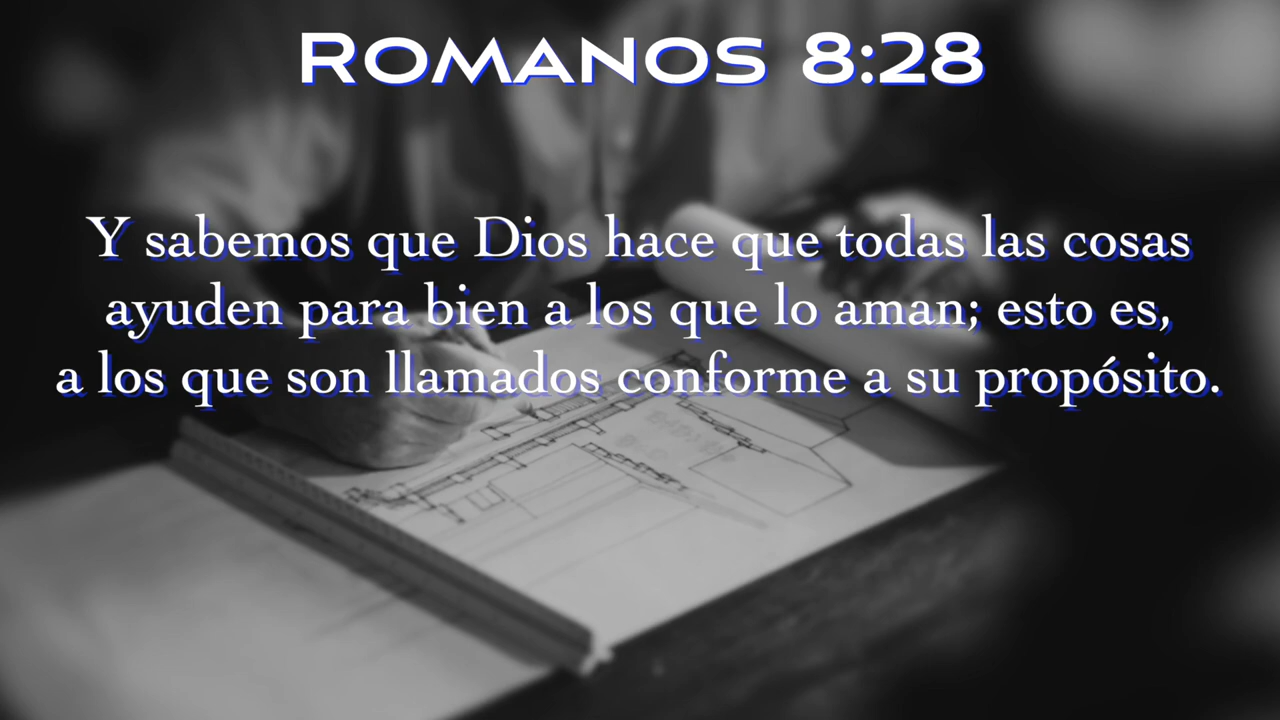 Romanos 8:28
Y sabemos que Dios hace que todas las cosas
ayuden para bien a los que lo aman; esto es,
a los que son llamados conforme a su propósito.